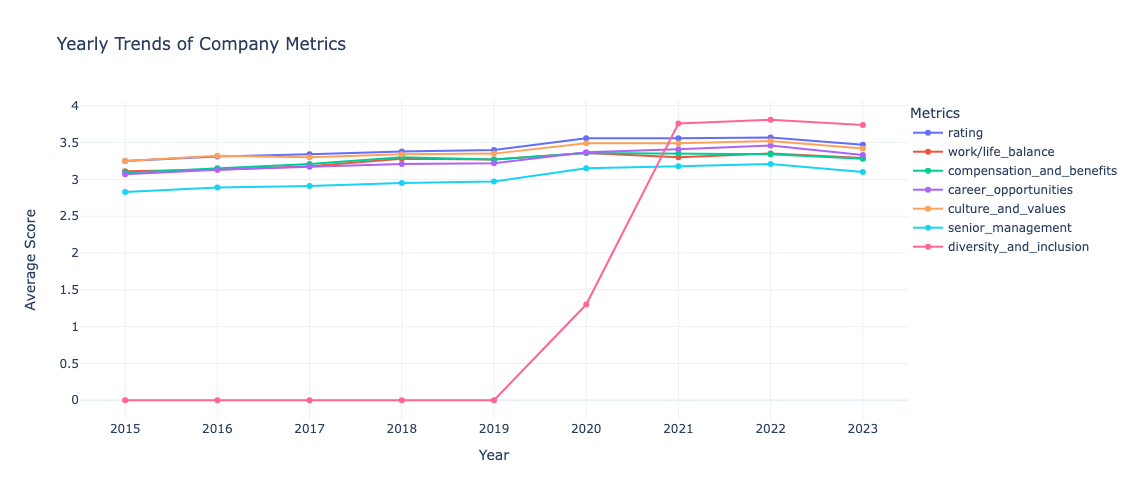 Yearly Trends of Company Metrics
Metrics
rating
work/life_balance
compensation_and_benefits
career_opportunities
culture_and_values
senior_management
diversity_and_inclusion
Average Score
4
3.5
3
2.5
2
1.5
1
0.5
0
2015 2016 2017 2018 2019 2020 2021 2022 2023
Year